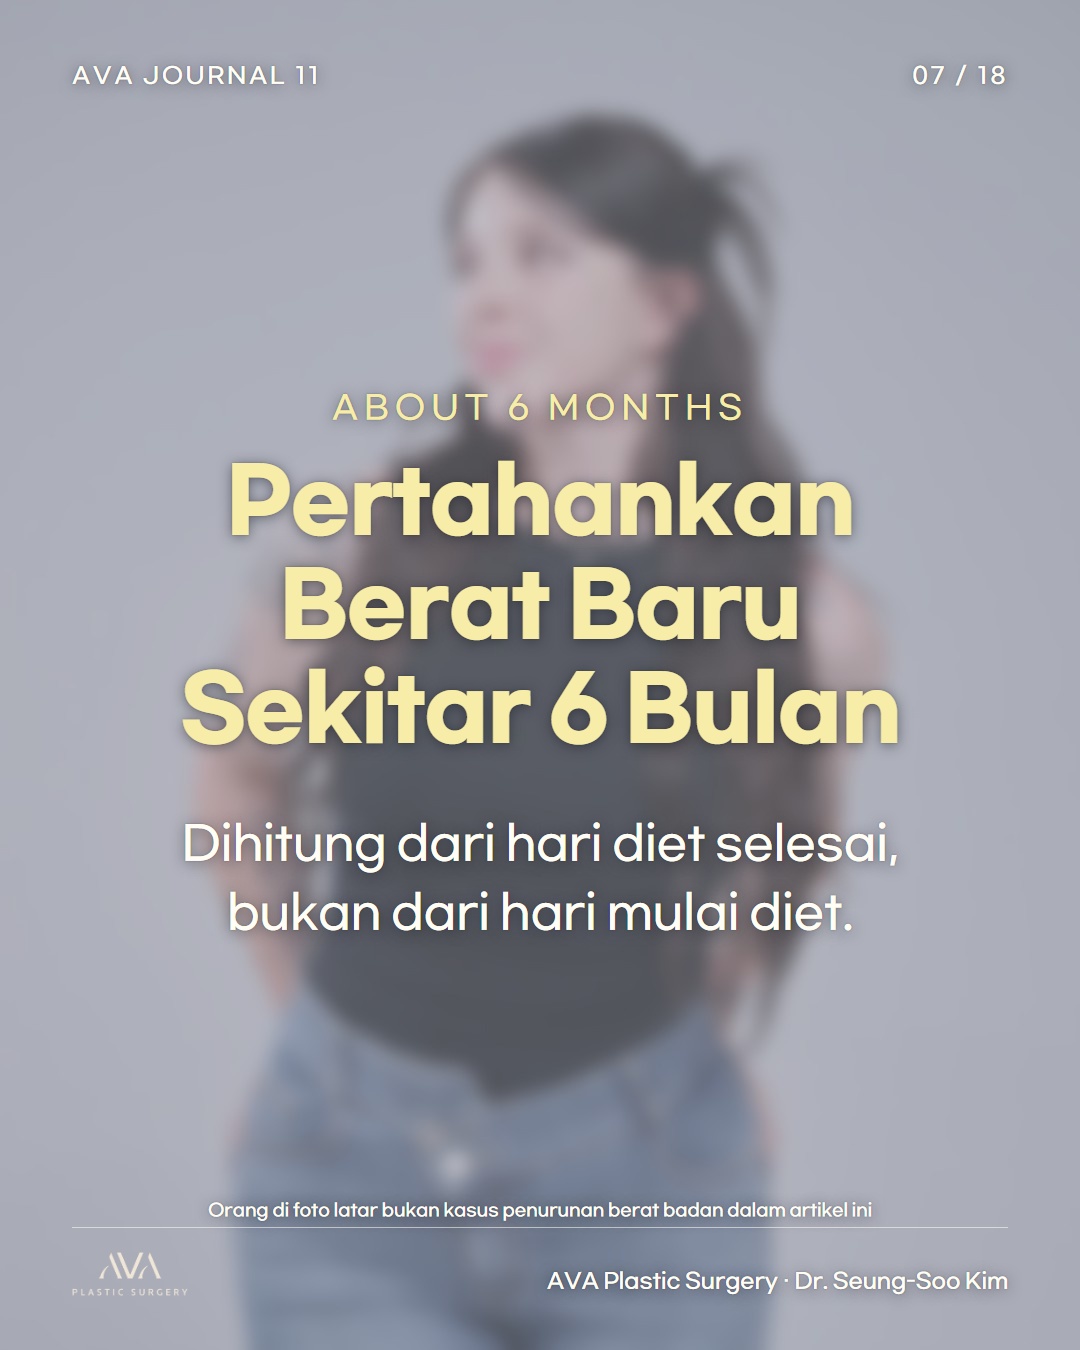 AVA JOURNAL 11
07 / 18
ABOUT 6 MONTHS
Pertahankan
Berat Baru
Sekitar 6 Bulan
Dihitung dari hari diet selesai,
bukan dari hari mulai diet.
Orang di foto latar bukan kasus penurunan berat badan dalam artikel ini
AVA
PLASTIC SURGERY
AVA Plastic Surgery · Dr. Seung-Soo Kim